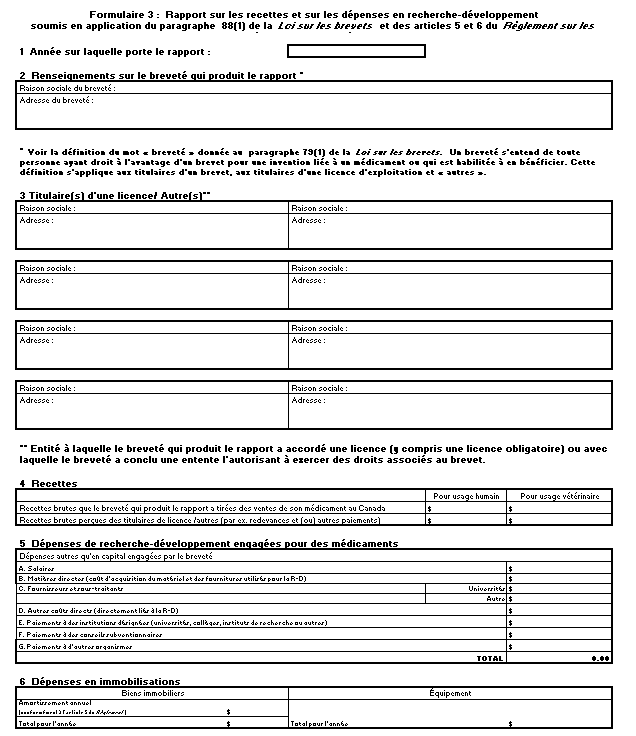 Formulaire 3 : Rapport sur les recettes et sur les dépenses en recherche-développement
soumis en application du paragraphe 88(1) de la Loi sur les brevets et des articles 5 et 6 du Règlement sur les
1 Année sur laquelle porte le rapport :
2 Renseignements sur le breveté qui produit le rapport *
Raison sociale du breveté :
Adresse du breveté :
* Voir la définition du mot « breveté » donnée au paragraphe 79(1) de la Loi sur les brevets. Un breveté s'entend de toute
personne ayant droit à l'avantage d'un brevet pour une invention liée à un médicament ou qui est habilitée à en bénéficier. Cette
définition s'applique aux titulaires d'un brevet, aux titulaires d'une licence d'exploitation et « autres ».
3 Titulaire(s) d'une licence/ Autre(s)**
Raison sociale : Raison sociale :
Adresse : Adresse :
Raison sociale : Raison sociale :
Adresse : Adresse :
Raison sociale : Raison sociale :
Adresse : Adresse :
Raison sociale : Raison sociale :
Adresse : Adresse :
** Entité à laquelle le breveté qui produit le rapport a accordé une licence (y compris une licence obligatoire) ou avec
laquelle le breveté a conclu une entente l'autorisant à exercer des droits associés au brevet.
4 Recettes
Pour usage humain Pour usage vétérinaire
Recettes brutes que le breveté qui produit le rapport a tirées des ventes de son médicament au Canada $ $
Recettes brutes perçues des titulaires de licence /autres (par ex. redevances et (ou) autres paiements) $ $
5 Dépenses de recherche-développement engagées pour des médicaments
Dépenses autres qu'en capital engagées par le breveté
A. Salaires $
B. Matières directes (coût d'acquisition du matériel et des fournitures utilisés pour la R-D) $
C. Fournisseurs et sous-traitants Universités $
Autre $
D. Autres coûts directs (directement liés à la R-D) $
E. Paiements à des institutions désignées (universités, collèges, instituts de recherche ou autres) $
F. Paiements à des conseils subventionnaires $
G. Paiements à d'autres organismes $
TOTAL 0.00
6 Dépenses en immobilisations
Biens immobiliers Équipement
Amortissement annuel
(conformément à l'article 5 du Règlement) $
Total pour l'année $ Total pour l'année $